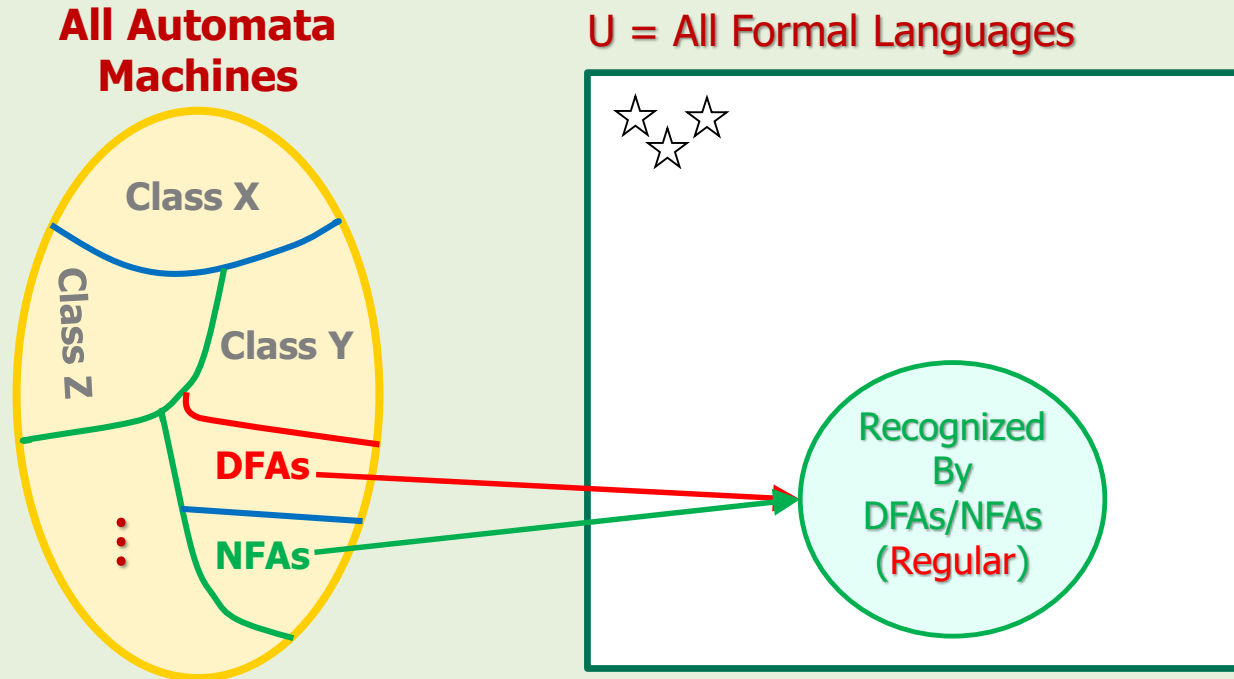 All Automata
Machines
U = All Formal Languages
Class X
Class Z
Class Y
DFAs
NFAs
Recognized
By
DFAs/NFAs
(Regular)